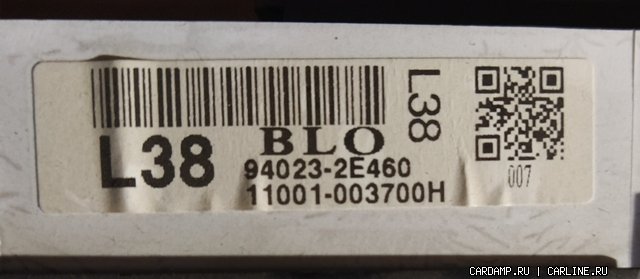 L38
BLO
L38
94023-2E460
11001-003700H
007
CARDAMP.RU | CARLINE.RU